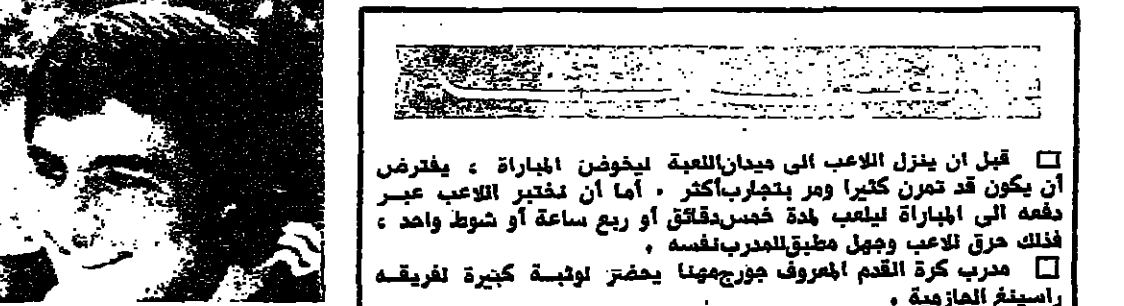 □ قبل ان ينزل اللاعب الى ميدان اللعبة ليخوض المباراة ، يفترض
أن يكون قد تمرن كثيرا ومر بتجارب أكثر . أما أن نختبر اللاعب عبر
دفعه الى المباراة ليلعب لمدة خمس دقائق أو ربع ساعة أو شوط واحد ،
فذلك حرق للاعب وجهل مطبق للمدرب نفسه .
□ مدرب كرة القدم المعروف جورج مهنا يحضر لوثبة كبيرة لفريقه
راسينغ